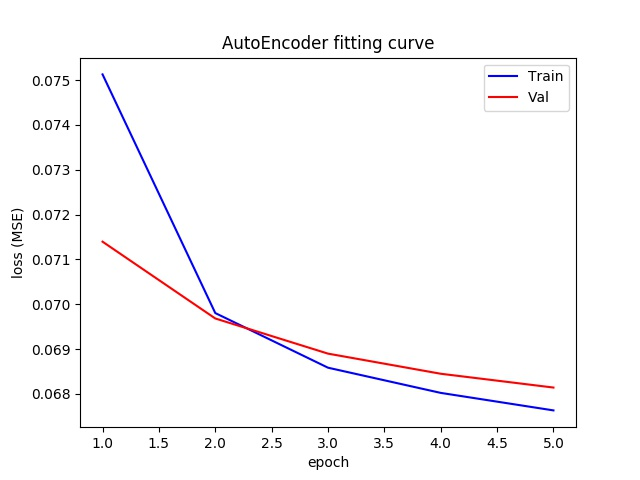 AutoEncoder fitting curve
Train
Val
0.075
0.074
0.073
0.072
0.071
0.070
0.069
0.068
loss (MSE)
1.0 1.5 2.0 2.5 3.0 3.5 4.0 4.5 5.0
epoch